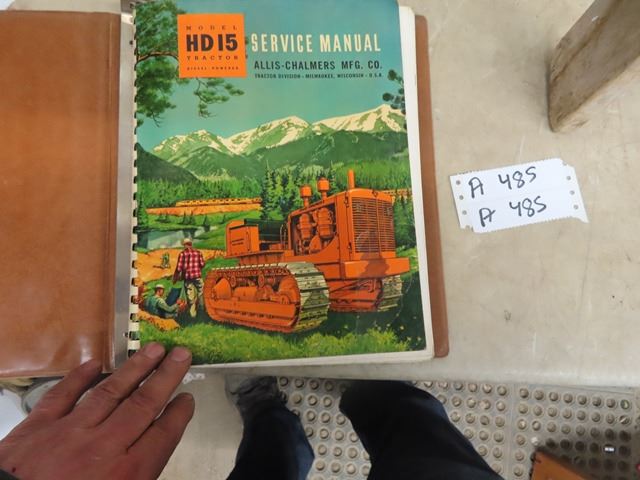 MODEL
HD15
TRACTOR
DIESEL POWERED
SERVICE MANUAL
ALLIS-CHALMERS MFG. CO.
TRACTOR DIVISION - MILWAUKEE, WISCONSIN - U.S.A.
A 485
A 485